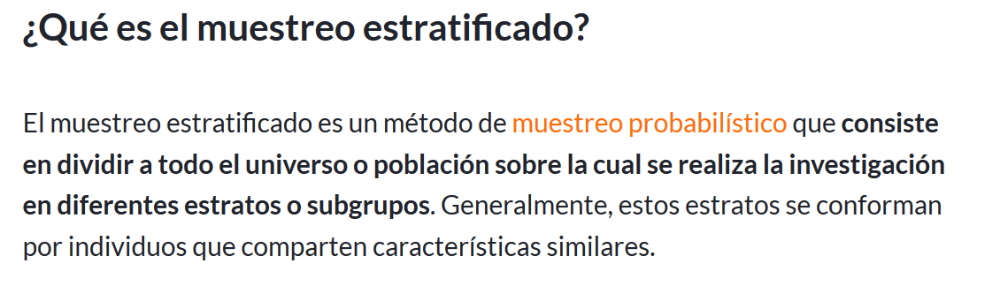 ¿Qué es el muestreo estratificado?
El muestreo estratificado es un método de muestreo probabilístico que consiste
en dividir a todo el universo o población sobre la cual se realiza la investigación
en diferentes estratos o subgrupos. Generalmente, estos estratos se conforman
por individuos que comparten características similares.